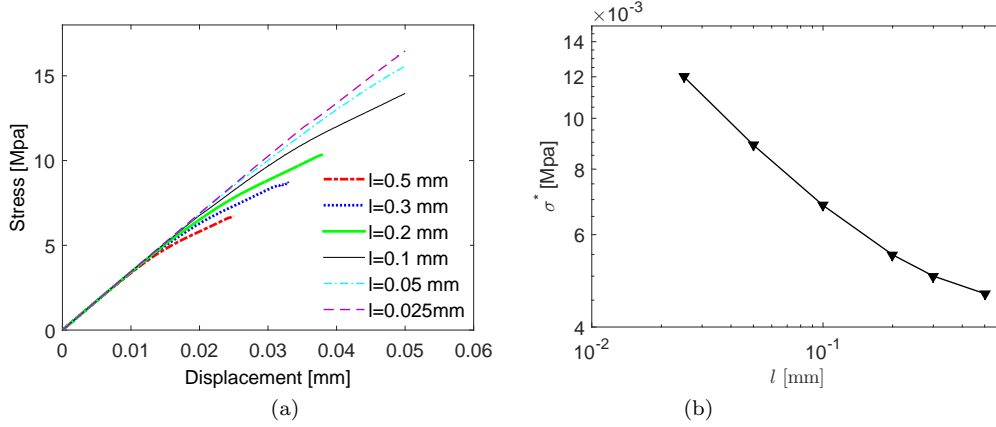 15
10
5
0
Stress [Mpa]
l=0.5 mm
l=0.3 mm
l=0.2 mm
l=0.1 mm
l=0.05 mm
l=0.025mm
0 0.01 0.02 0.03 0.04 0.05 0.06
Displacement [mm]
(a)
×10⁻³
14
12
10
8
6
4
σ* [Mpa]
10⁻² 10⁻¹
l [mm]
(b)